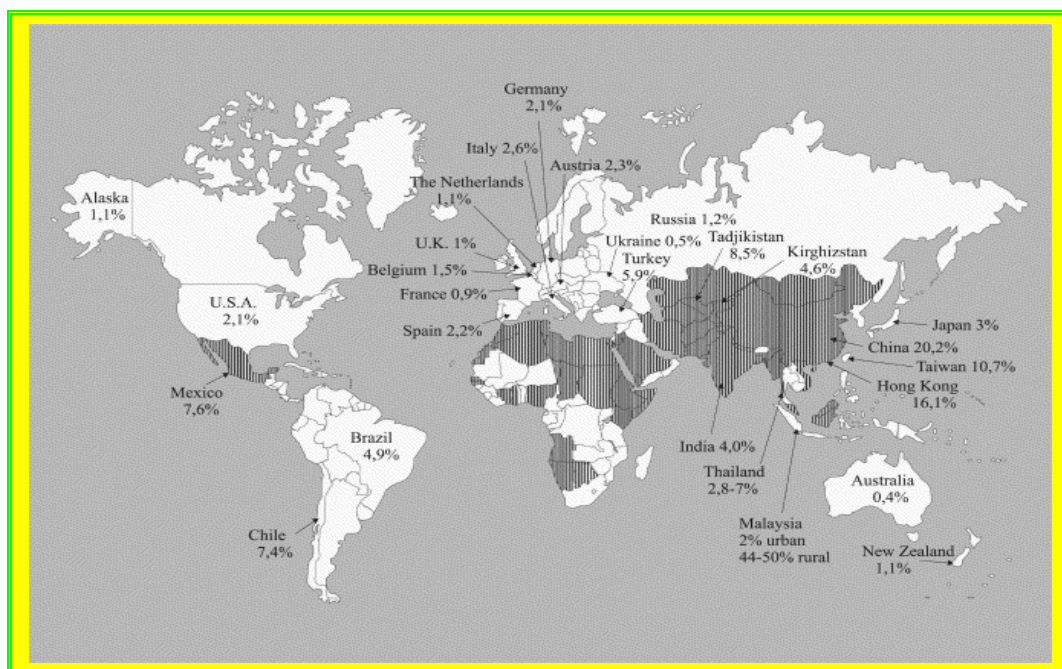 Germany
2,1%
Italy 2,6%
Austria 2,3%
The Netherlands
1,1%
Alaska
1,1%
Russia 1,2%
U.K. 1%
Ukraine 0,5%
Tadjikistan
8,5%
Kirghizstan
4,6%
Turkey
5,9%
Belgium 1,5%
France 0,9%
U.S.A.
2,1%
Spain 2,2%
Japan 3%
China 20,2%
Taiwan 10,7%
Hong Kong
16,1%
Mexico
7,6%
Brazil
4,9%
India 4,0%
Thailand
2,8-7%
Australia
0,4%
Malaysia
2% urban
44-50% rural
Chile
7,4%
New Zealand
1,1%